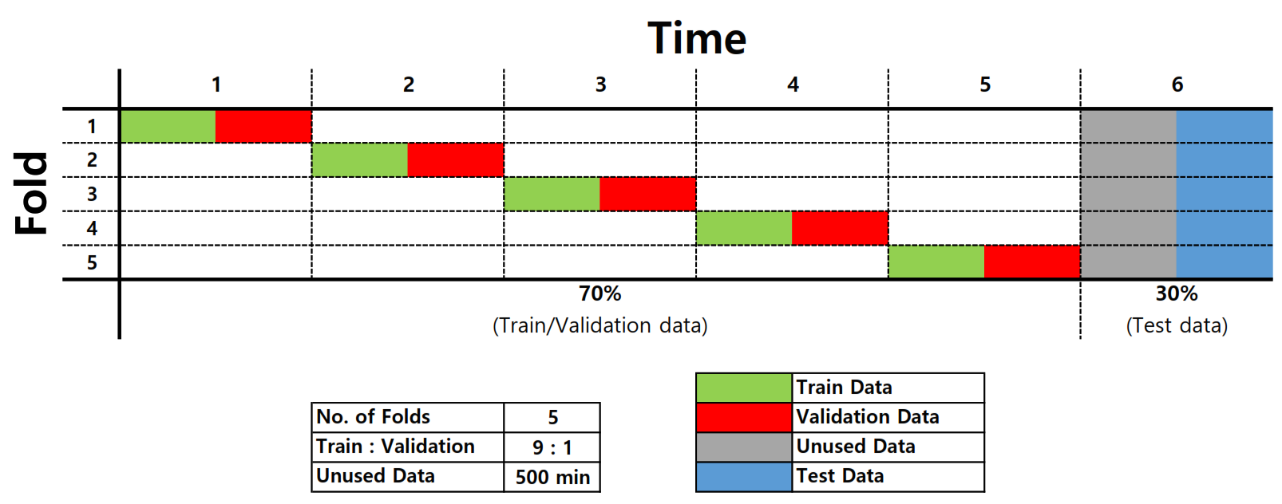 Time
1 2 3 4 5 6
Fold
1
2
3
4
5
70% 30%
(Train/Validation data) (Test data)
No. of Folds 5
Train : Validation 9 : 1
Unused Data 500 min
Train Data
Validation Data
Unused Data
Test Data